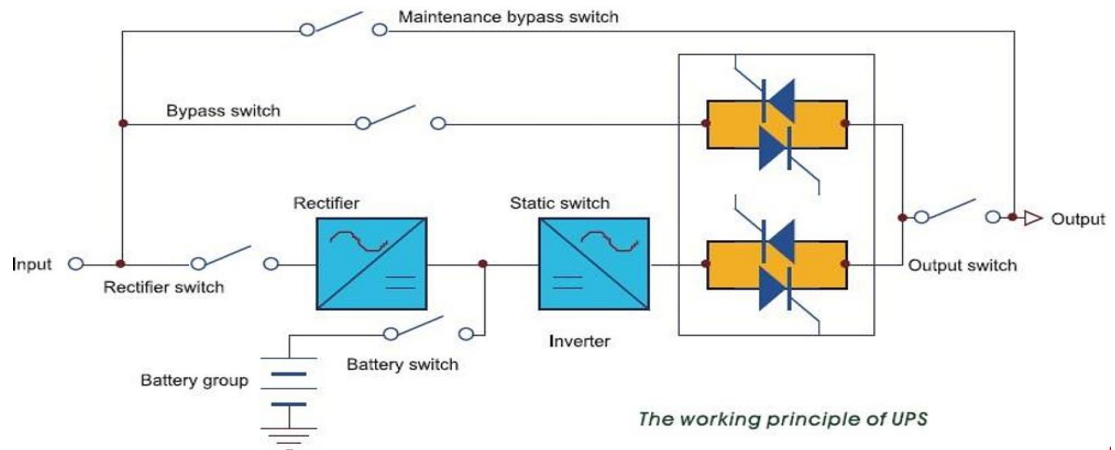 Maintenance bypass switch
Bypass switch
Rectifier
Static switch
Input
Output
Rectifier switch
Output switch
Inverter
Battery switch
Battery group
The working principle of UPS